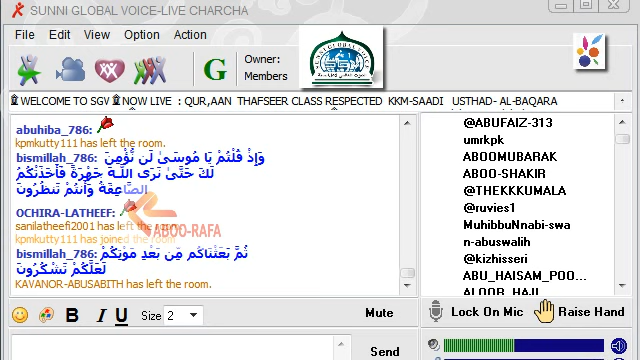 SUNNI GLOBAL VOICE-LIVE CHARCHA
File Edit View Option Action
G
Owner:
Members
WELCOME TO SGV NOW LIVE : QUR,AAN THAFSEER CLASS RESPECTED KKM-SAADI USTHAD- AL-BAQARA
abuhiba_786:
kpmkutty111 has left the room.
bismillah_786: وَإِذْ قُلْتُمْ يَا مُوسَىٰ لَن نُّؤْمِنَ
لَكَ حَتَّىٰ نَرَى اللَّهَ جَهْرَةً فَأَخَذَتْكُمُ
الصَّاعِقَةُ وَأَنتُمْ تَنظُرُونَ
OCHIRA-LATHEEF:
sanilatheefi2001 has left the room.
kpmkutty111 has joined the room
bismillah_786: ثُمَّ بَعَثْنَاكُم مِّن بَعْدِ مَوْتِكُمْ
لَعَلَّكُمْ تَشْكُرُونَ
KAVANOR-ABUSABITH has left the room.
ABOO-RAFA
@ABUFAIZ-313
umrkpk
ABOOMUBARAK
ABOO-SHAKIR
@THEKKKUMALA
@ruvies1
MuhibbuNnabi-swa
n-abuswalih
@kizhisseri
ABU_HAISAM_POO...
ALOOR_HAJI
B I U Size 2 Mute
Lock On Mic Raise Hand
Send